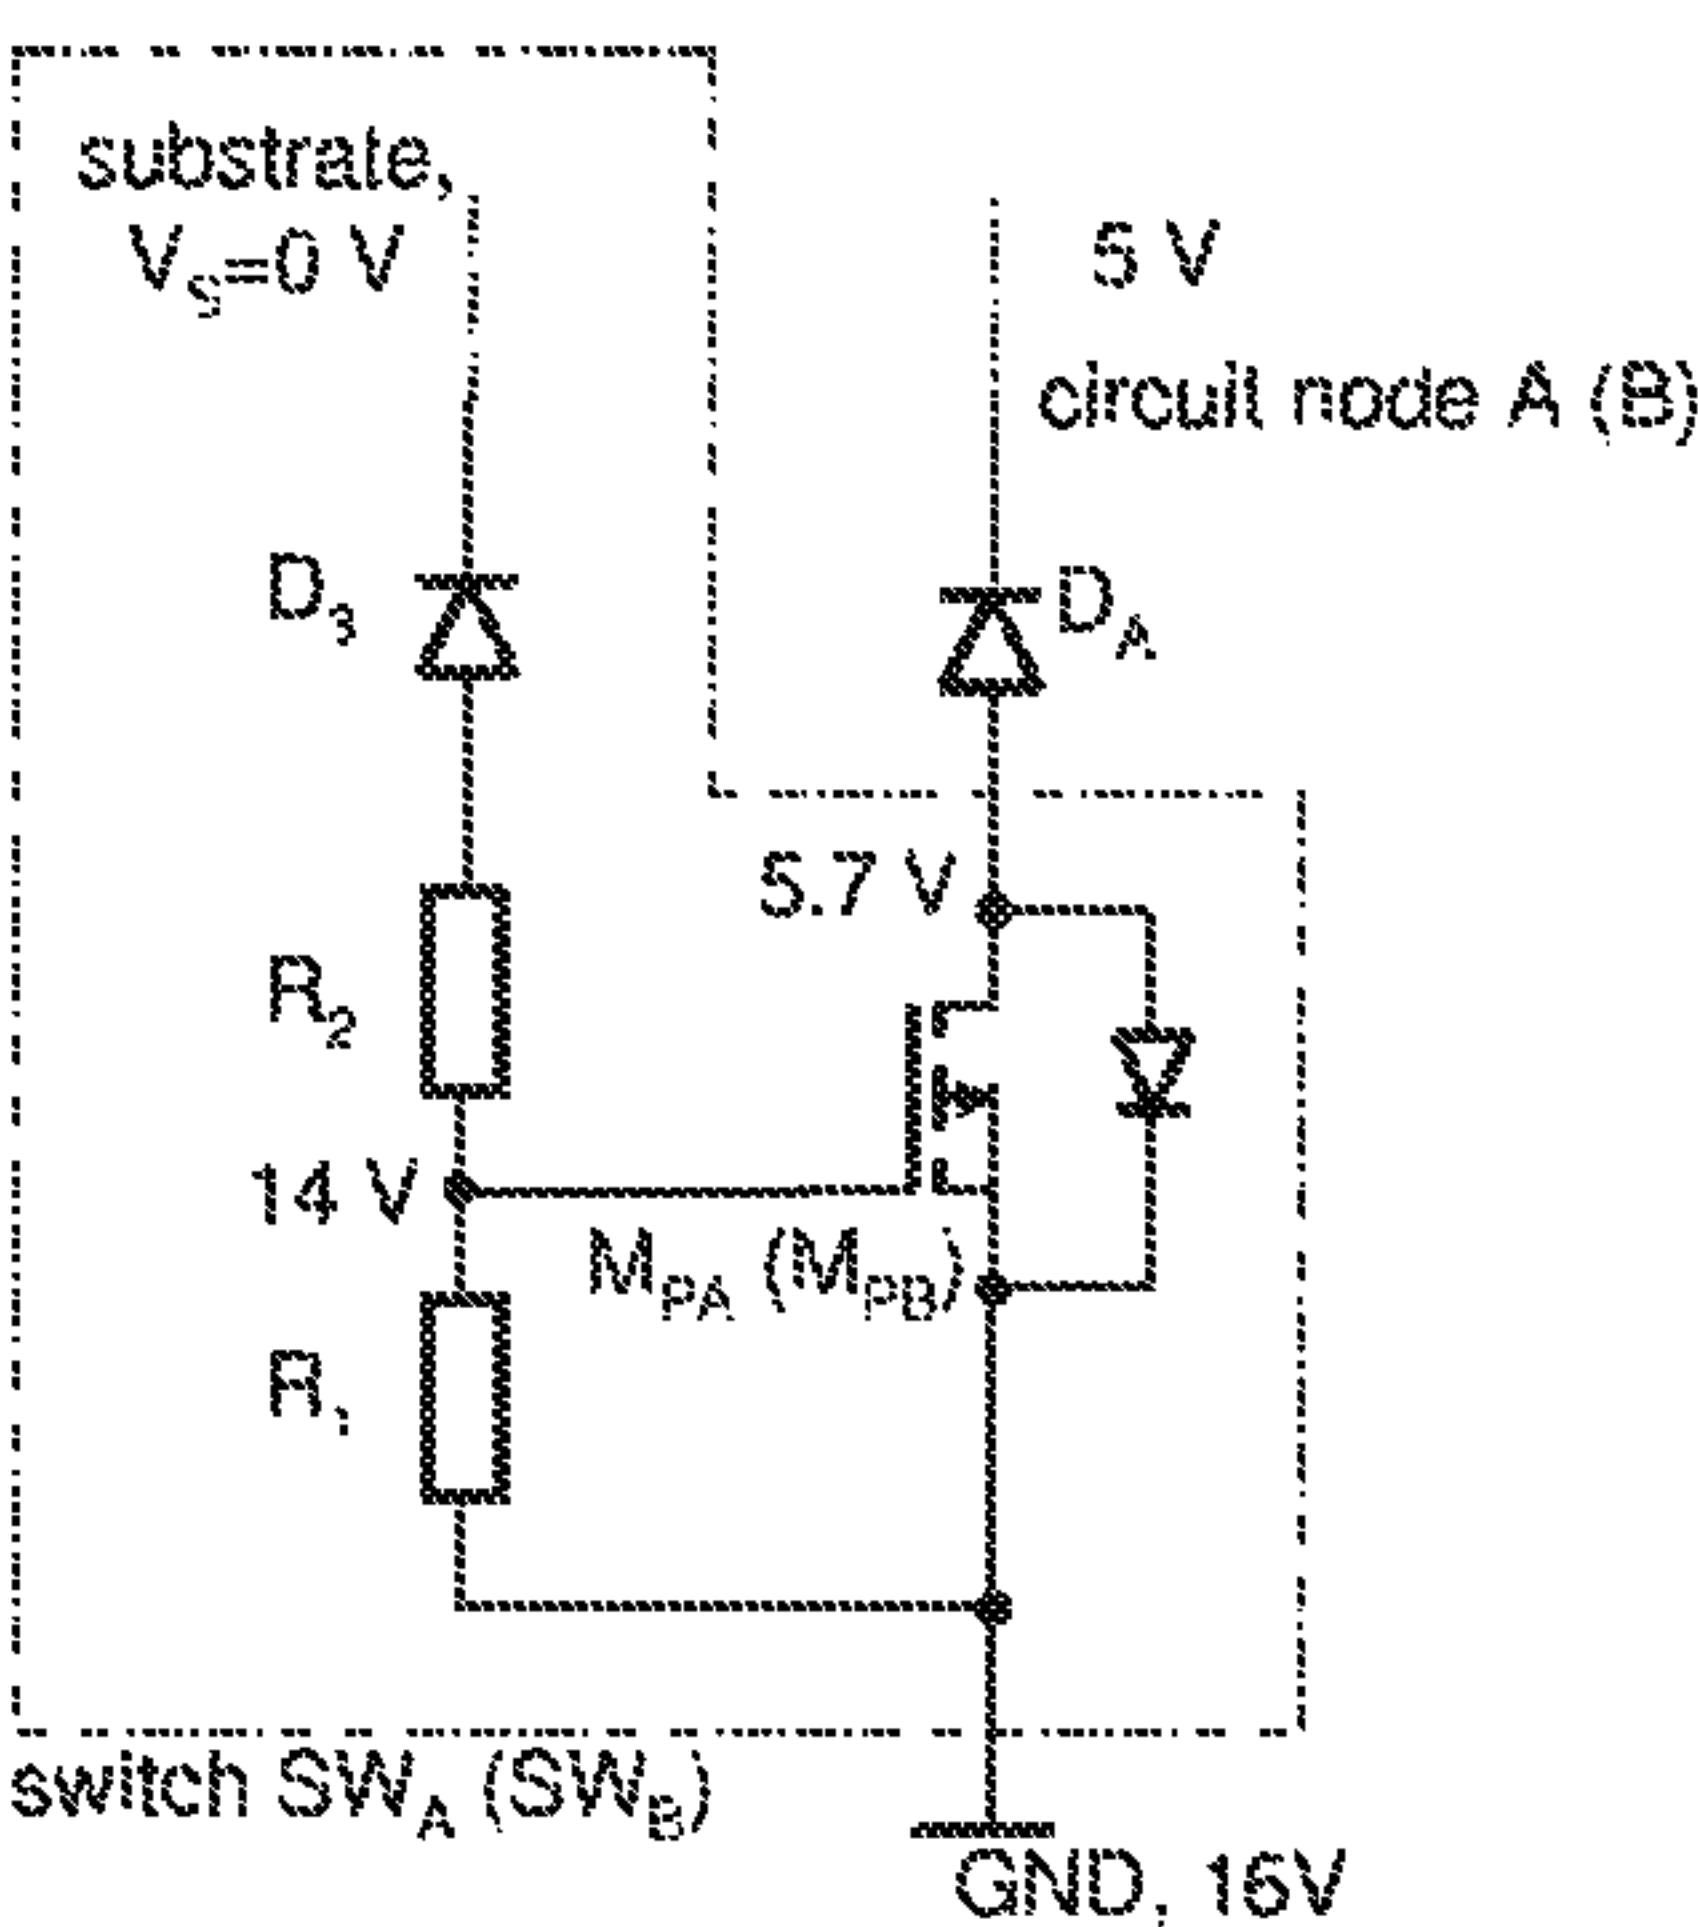 substrate,
V_S=0 V
5 V
circuit node A (B)
D_3
D_A
5.7 V
R_2
14 V
M_PA (M_PB)
R_1
switch SW_A (SW_B)
GND, 16V